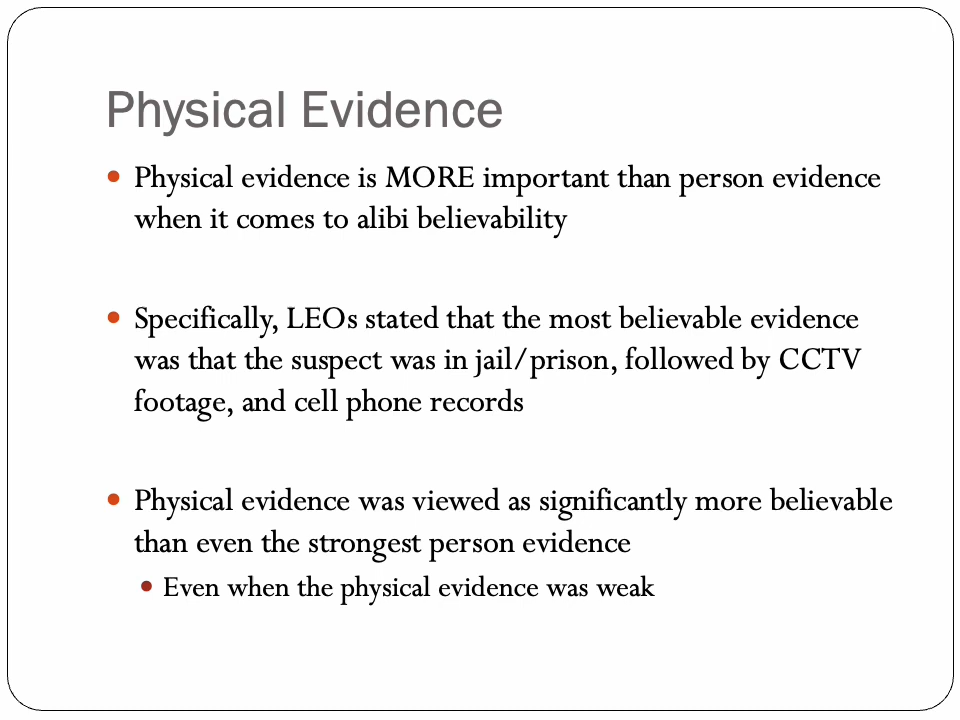 Physical Evidence
Physical evidence is MORE important than person evidence
when it comes to alibi believability
Specifically, LEOs stated that the most believable evidence
was that the suspect was in jail/prison, followed by CCTV
footage, and cell phone records
Physical evidence was viewed as significantly more believable
than even the strongest person evidence
Even when the physical evidence was weak